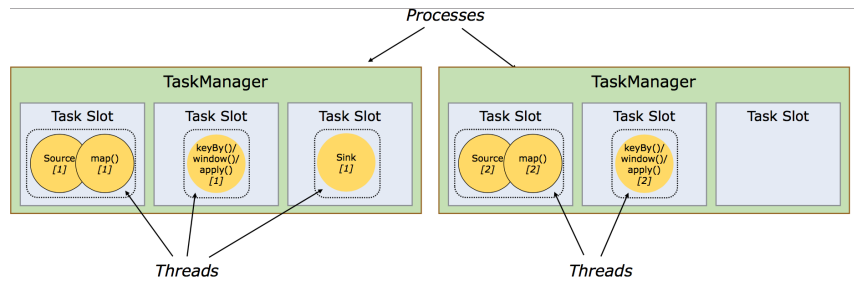 Processes
TaskManager
Task Slot
Source
[1]
map()
[1]
Task Slot
keyBy()/
window()/
apply()
[1]
Task Slot
Sink
[1]
TaskManager
Task Slot
Source
[2]
map()
[2]
Task Slot
keyBy()/
window()/
apply()
[2]
Task Slot
Threads
Threads